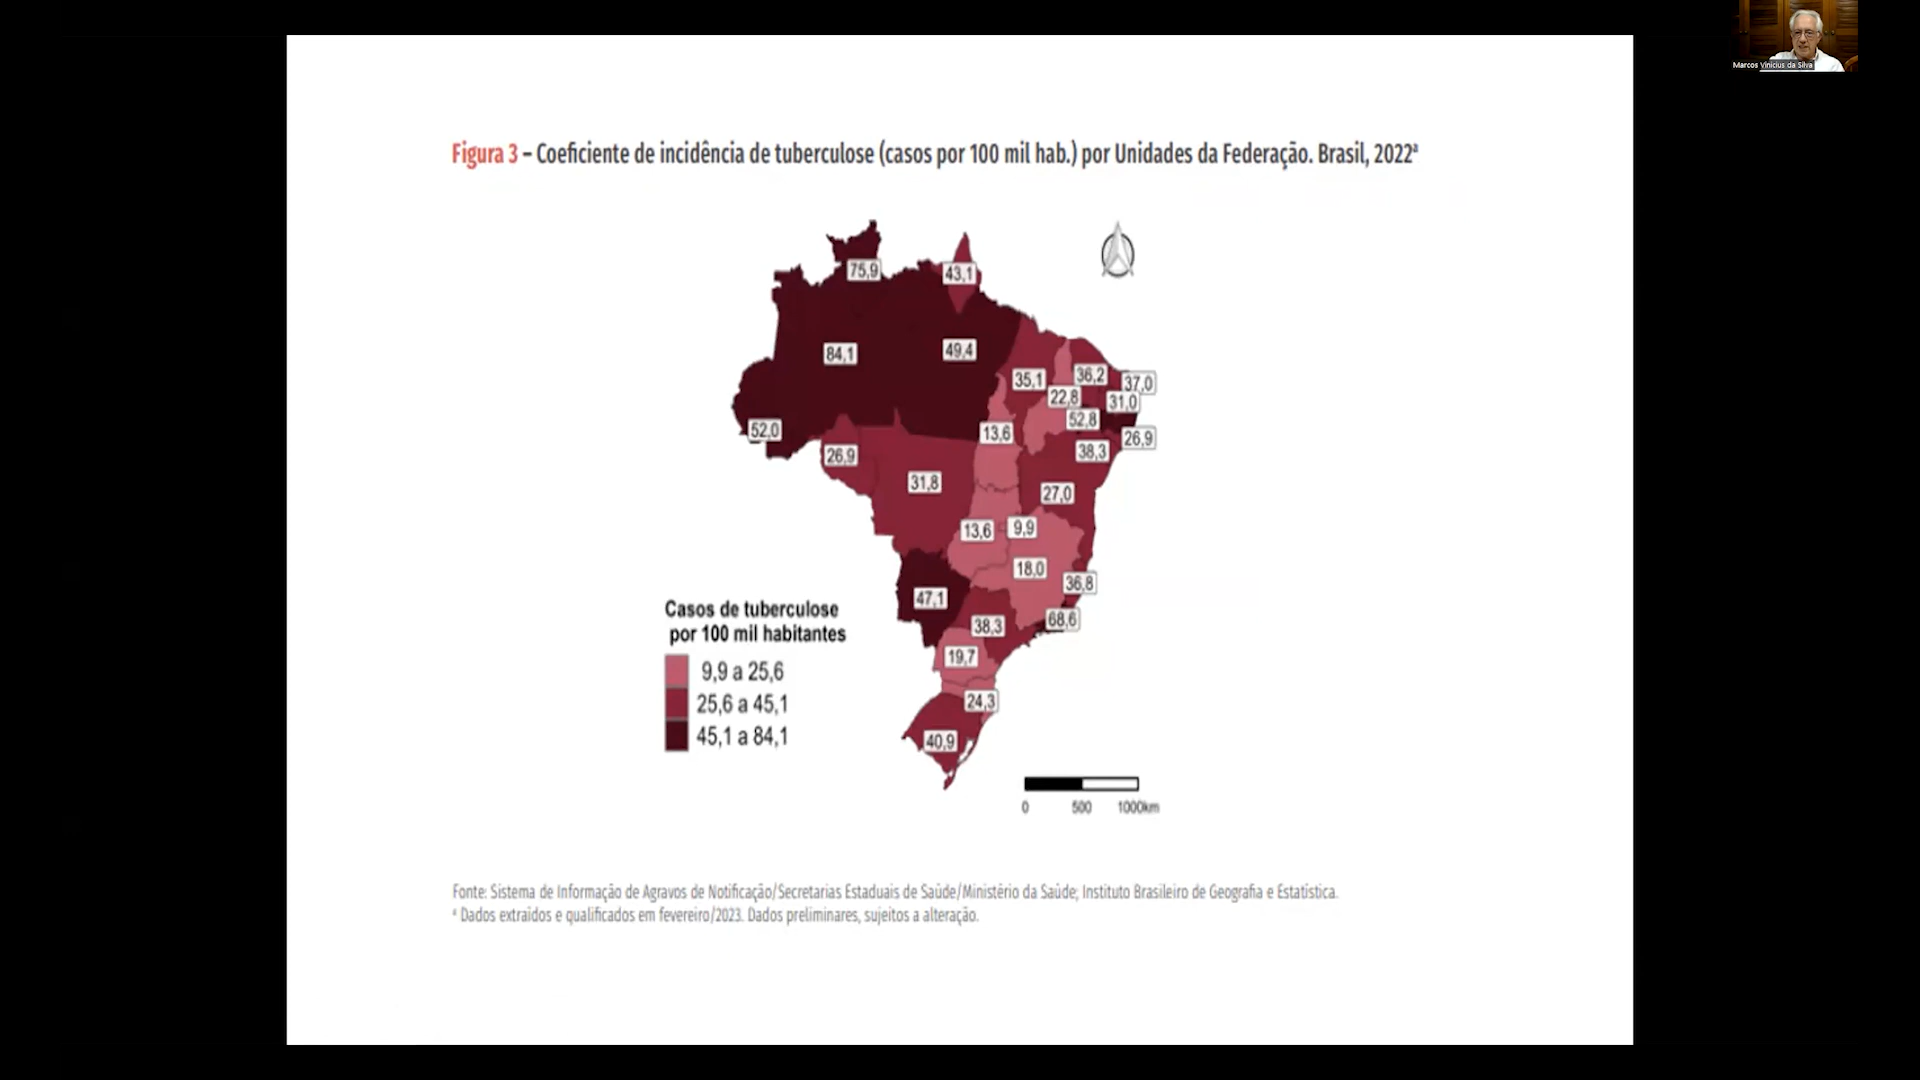 Marcos Vinicius da Silva
Figura 3 – Coeficiente de incidência de tuberculose (casos por 100 mil hab.) por Unidades da Federação. Brasil, 2022ª
75,9
43,1
84,1
49,4
35,1
36,2
37,0
22,8
31,0
52,8
52,0
13,6
26,9
26,9
38,3
31,8
27,0
13,6
9,9
18,0
36,8
47,1
68,6
38,3
19,7
24,3
40,9
Casos de tuberculose
por 100 mil habitantes
9,9 a 25,6
25,6 a 45,1
45,1 a 84,1
0 500 1000km
Fonte: Sistema de Informação de Agravos de Notificação/Secretarias Estaduais de Saúde/Ministério da Saúde; Instituto Brasileiro de Geografia e Estatística.
ª Dados extraídos e qualificados em fevereiro/2023. Dados preliminares, sujeitos a alteração.